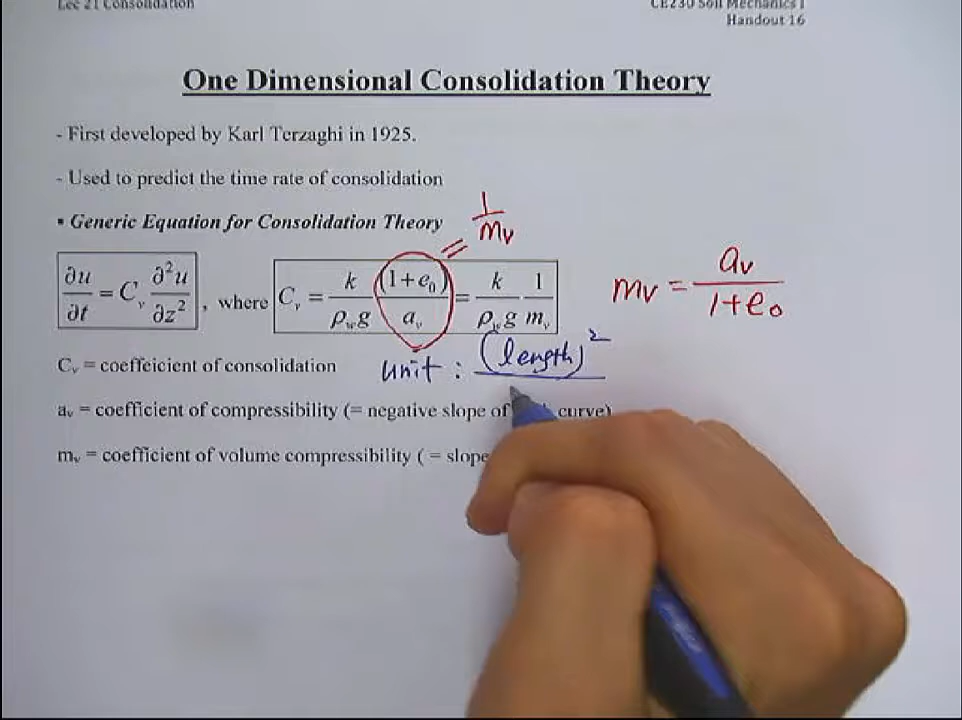 Lec 21 Consolidation
CE230 Soil Mechanics I
Handout 16
One Dimensional Consolidation Theory
- First developed by Karl Terzaghi in 1925.
- Used to predict the time rate of consolidation
▪ Generic Equation for Consolidation Theory
= 1/mv
∂u/∂t = Cv ∂²u/∂z² , where Cv = k/ρwg (1+e0)/av = k/ρwg 1/mv
mv = av/1+eo
Cv = coeffcicient of consolidation
unit : (length)²
av = coefficient of compressibility (= negative slope of curve)
mv = coefficient of volume compressibility ( = slope